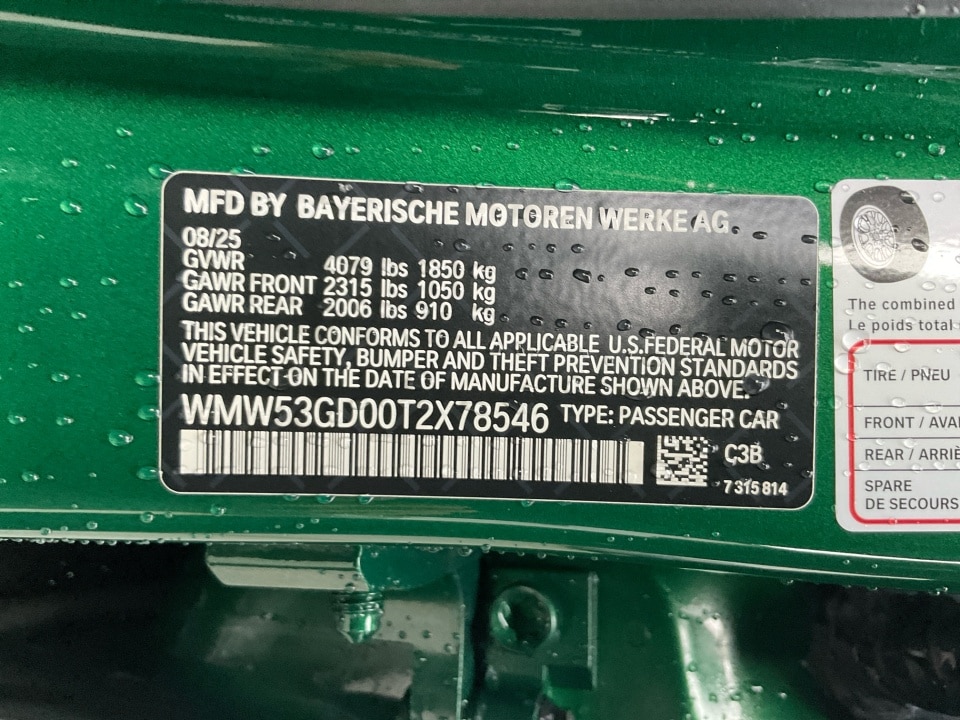 MFD BY BAYERISCHE MOTOREN WERKE AG
08/25
GVWR 4079 lbs 1850 kg
GAWR FRONT 2315 lbs 1050 kg
GAWR REAR 2006 lbs 910 kg
THIS VEHICLE CONFORMS TO ALL APPLICABLE U.S.FEDERAL MOTOR
VEHICLE SAFETY, BUMPER AND THEFT PREVENTION STANDARDS
IN EFFECT ON THE DATE OF MANUFACTURE SHOWN ABOVE.
WMW53GD00T2X78546 TYPE: PASSENGER CAR
C3B
7315814
The combined
Le poids total
TIRE / PNEU
FRONT / AVA
REAR / ARRIÈ
SPARE
DE SECOURS